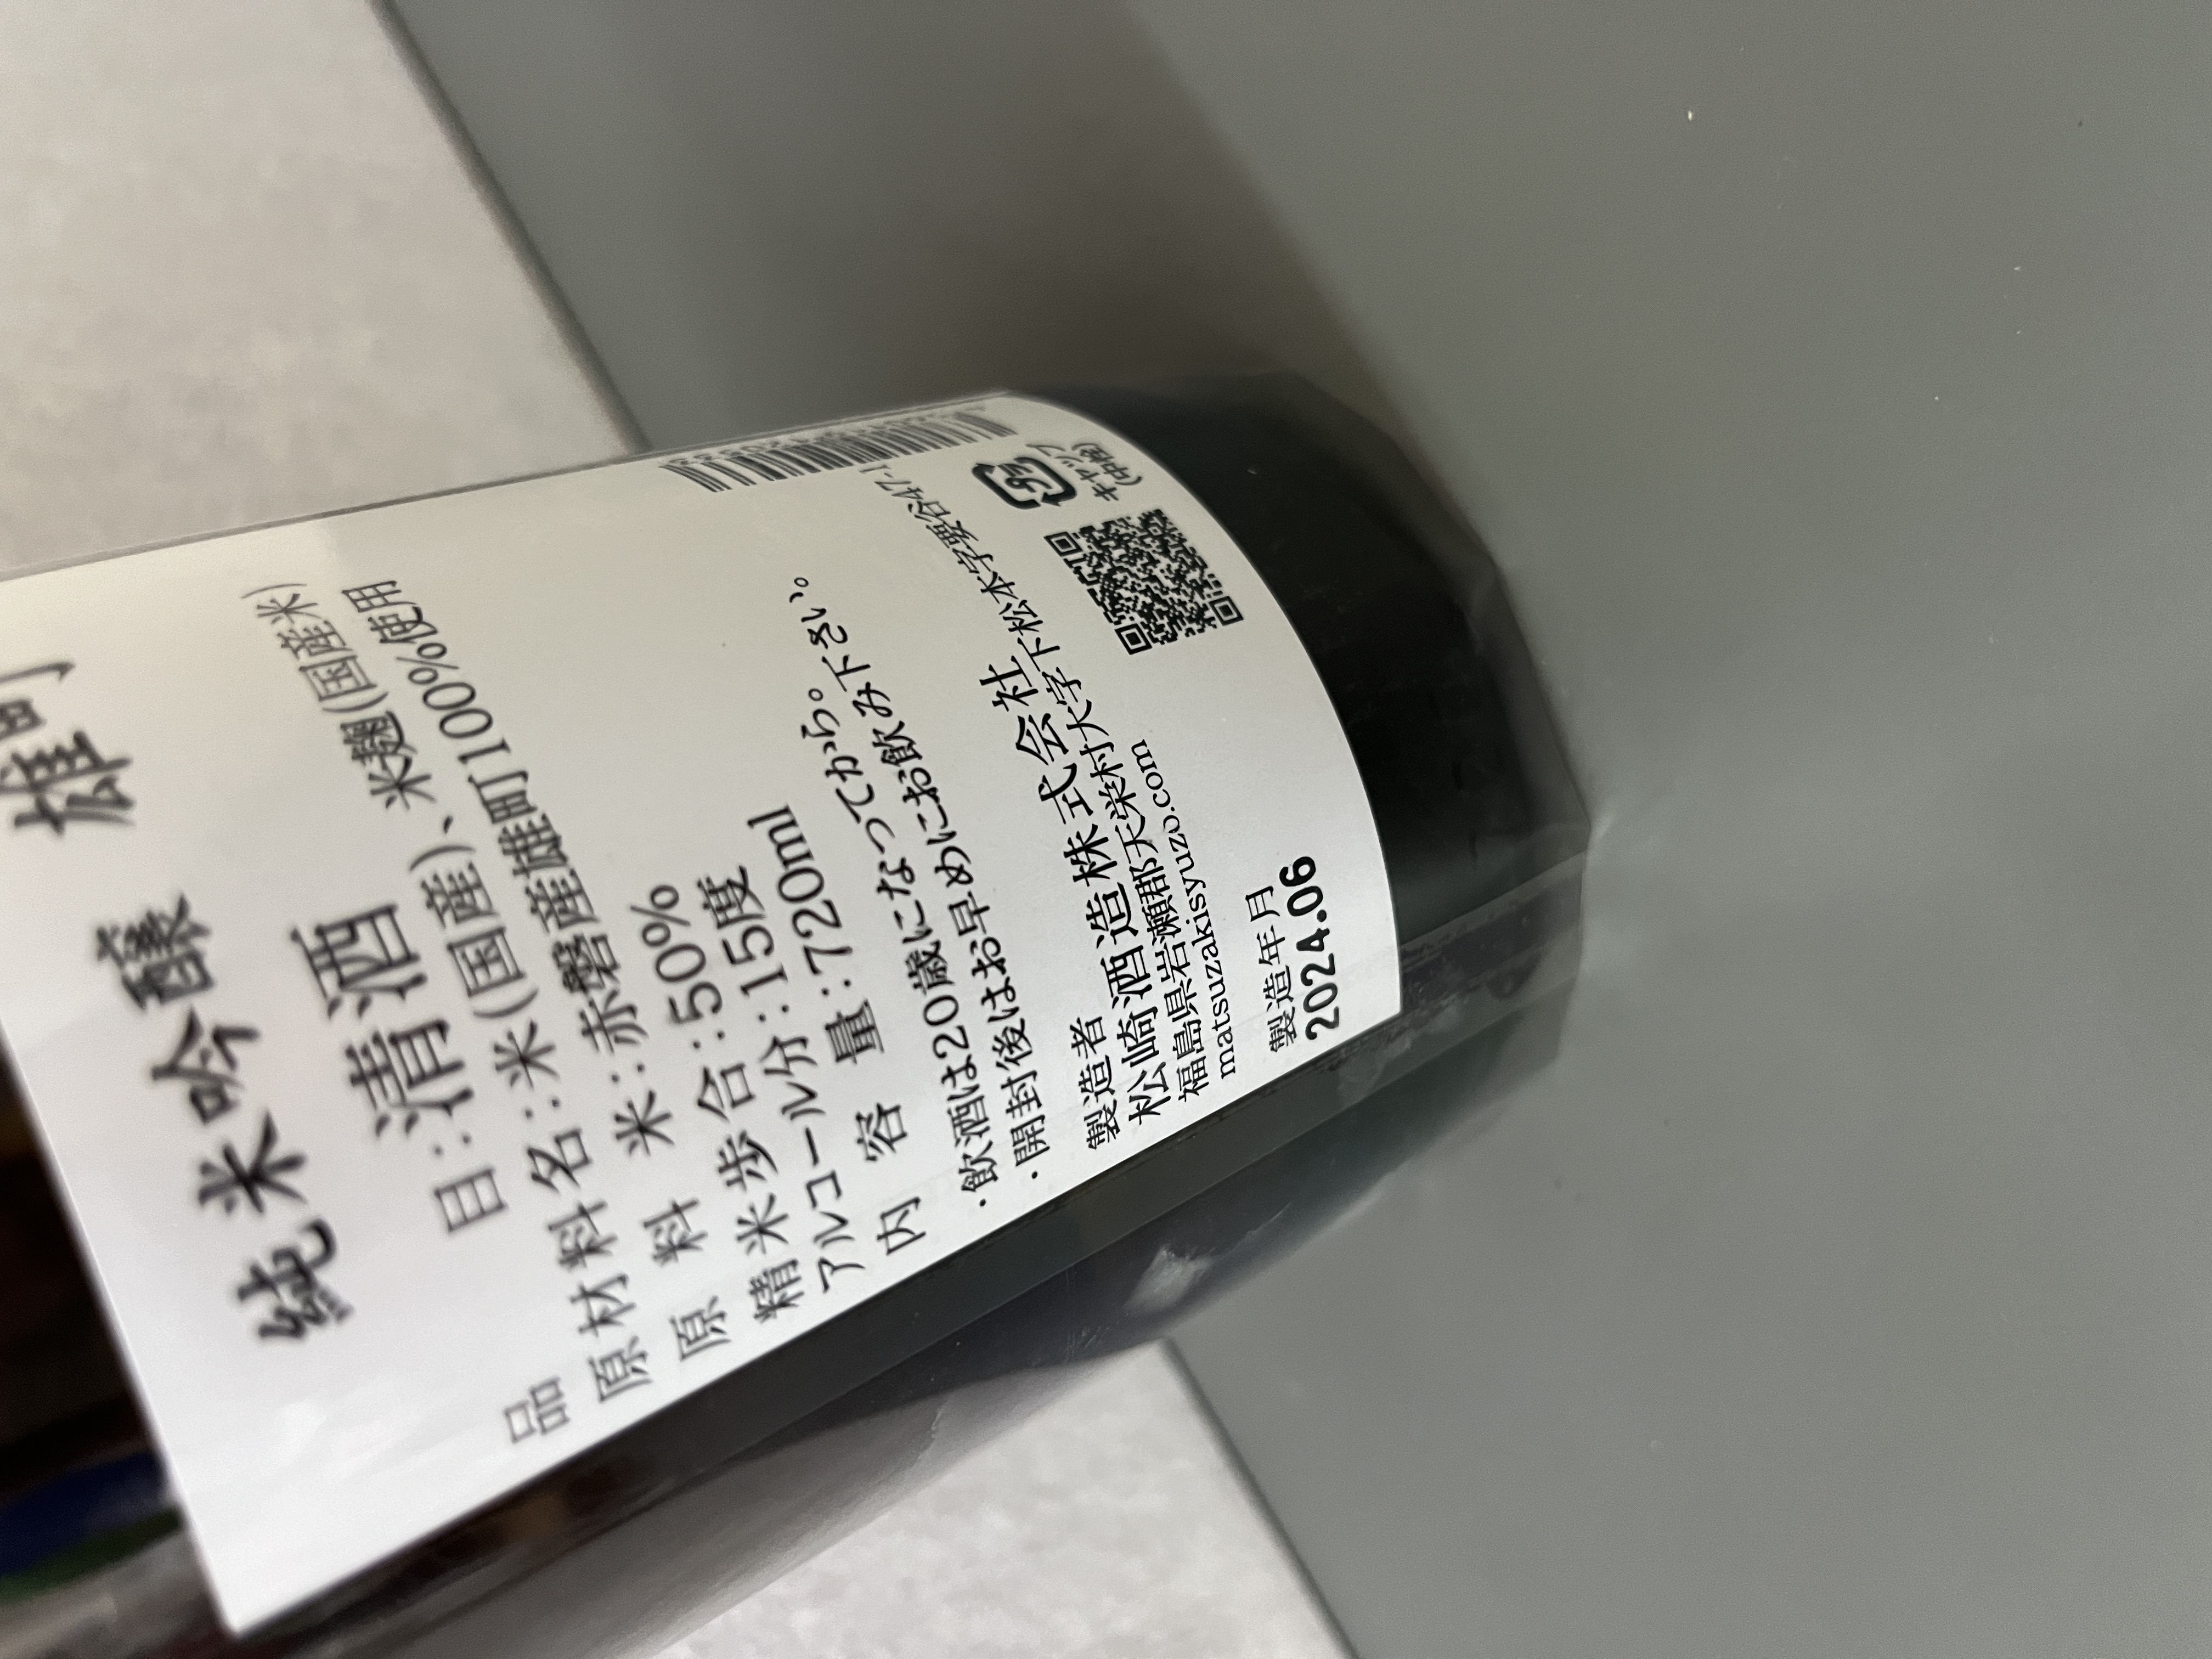 純米吟醸 雄町
品目:清酒
原材料名:米(国産)、米麹(国産米)
原料米:赤磐産雄町100%使用
精米歩合:50%
アルコール分:15度
内容量:720ml
・飲酒は20歳になってから。
・開封後はお早めにお飲み下さい。
製造者
松崎酒造株式会社
福島県岩瀬郡天栄村大字下松本字要谷47-1
matsuzakisyuzo.com
プラ
キャップ
(中栓)
製造年月
2024.06